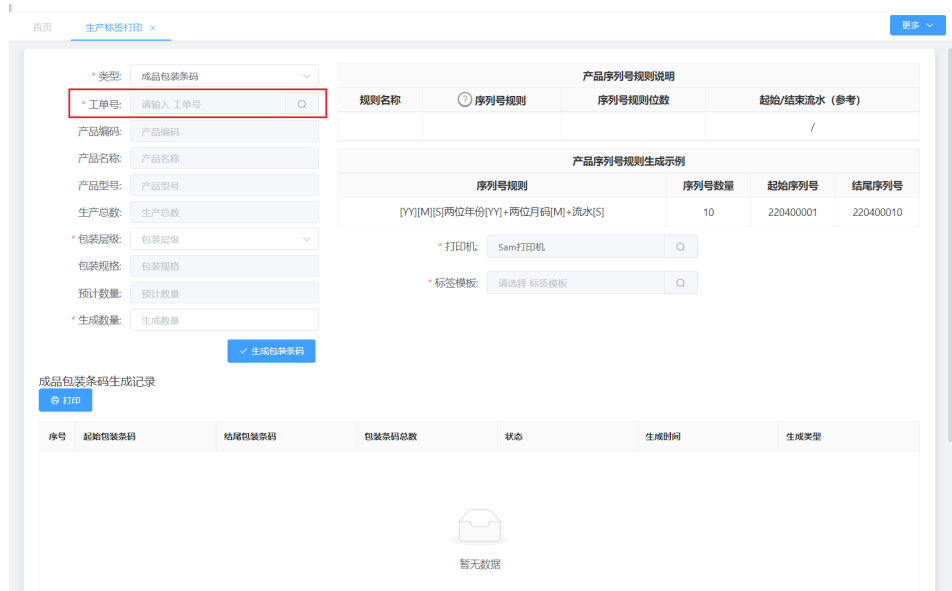 首页
生产标签打印 ×
更多
* 类型: 成品包装条码
* 工单号: 请输入 工单号
产品编码: 产品编码
产品名称: 产品名称
产品型号: 产品型号
生产总数: 生产总数
* 包装层级: 包装层级
包装规格: 包装规格
预计数量: 预计数量
* 生成数量: 生成数量
生成包装条码
产品序列号规则说明
规则名称 ? 序列号规则 序列号规则位数 起始/结束流水（参考）
/
产品序列号规则生成示例
序列号规则 序列号数量 起始序列号 结尾序列号
[YY][M][S]两位年份[YY]+两位月码[M]+流水[S] 10 220400001 220400010
* 打印机: Sam打印机
* 标签模板: 请选择 标签模板
成品包装条码生成记录
打印
序号 起始包装条码 结尾包装条码 包装条码总数 状态 生成时间 生成类型
暂无数据